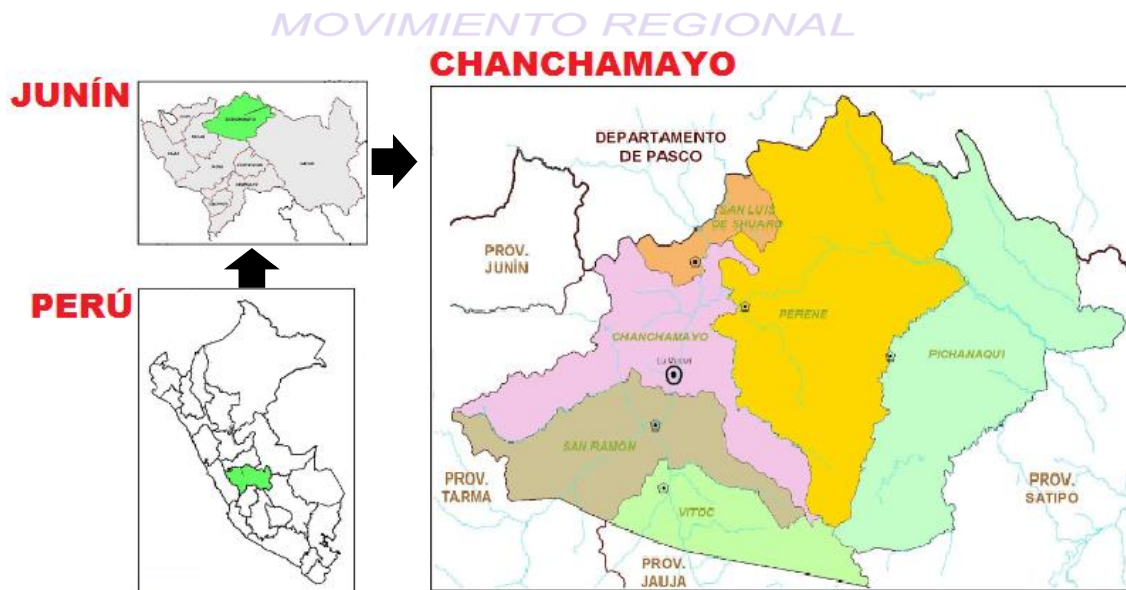 MOVIMIENTO REGIONAL
JUNÍN
CHANCHAMAYO
PERÚ
DEPARTAMENTO
DE PASCO
SAN LUIS
DE SHUARO
PROV.
JUNÍN
CHANCHAMAYO
PERENE
PICHANAQUI
SAN RAMON
PROV.
TARMA
VITOC
PROV.
SATIPO
PROV.
JAUJA